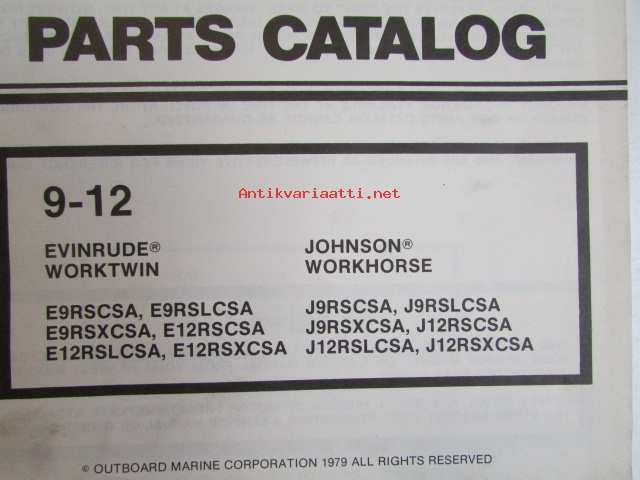 PARTS CATALOG
Antikvariaatti.net
9-12
EVINRUDE®
WORKTWIN
E9RSCSA, E9RSLCSA
E9RSXCSA, E12RSCSA
E12RSLCSA, E12RSXCSA
JOHNSON®
WORKHORSE
J9RSCSA, J9RSLCSA
J9RSXCSA, J12RSCSA
J12RSLCSA, J12RSXCSA
© OUTBOARD MARINE CORPORATION 1979 ALL RIGHTS RESERVED